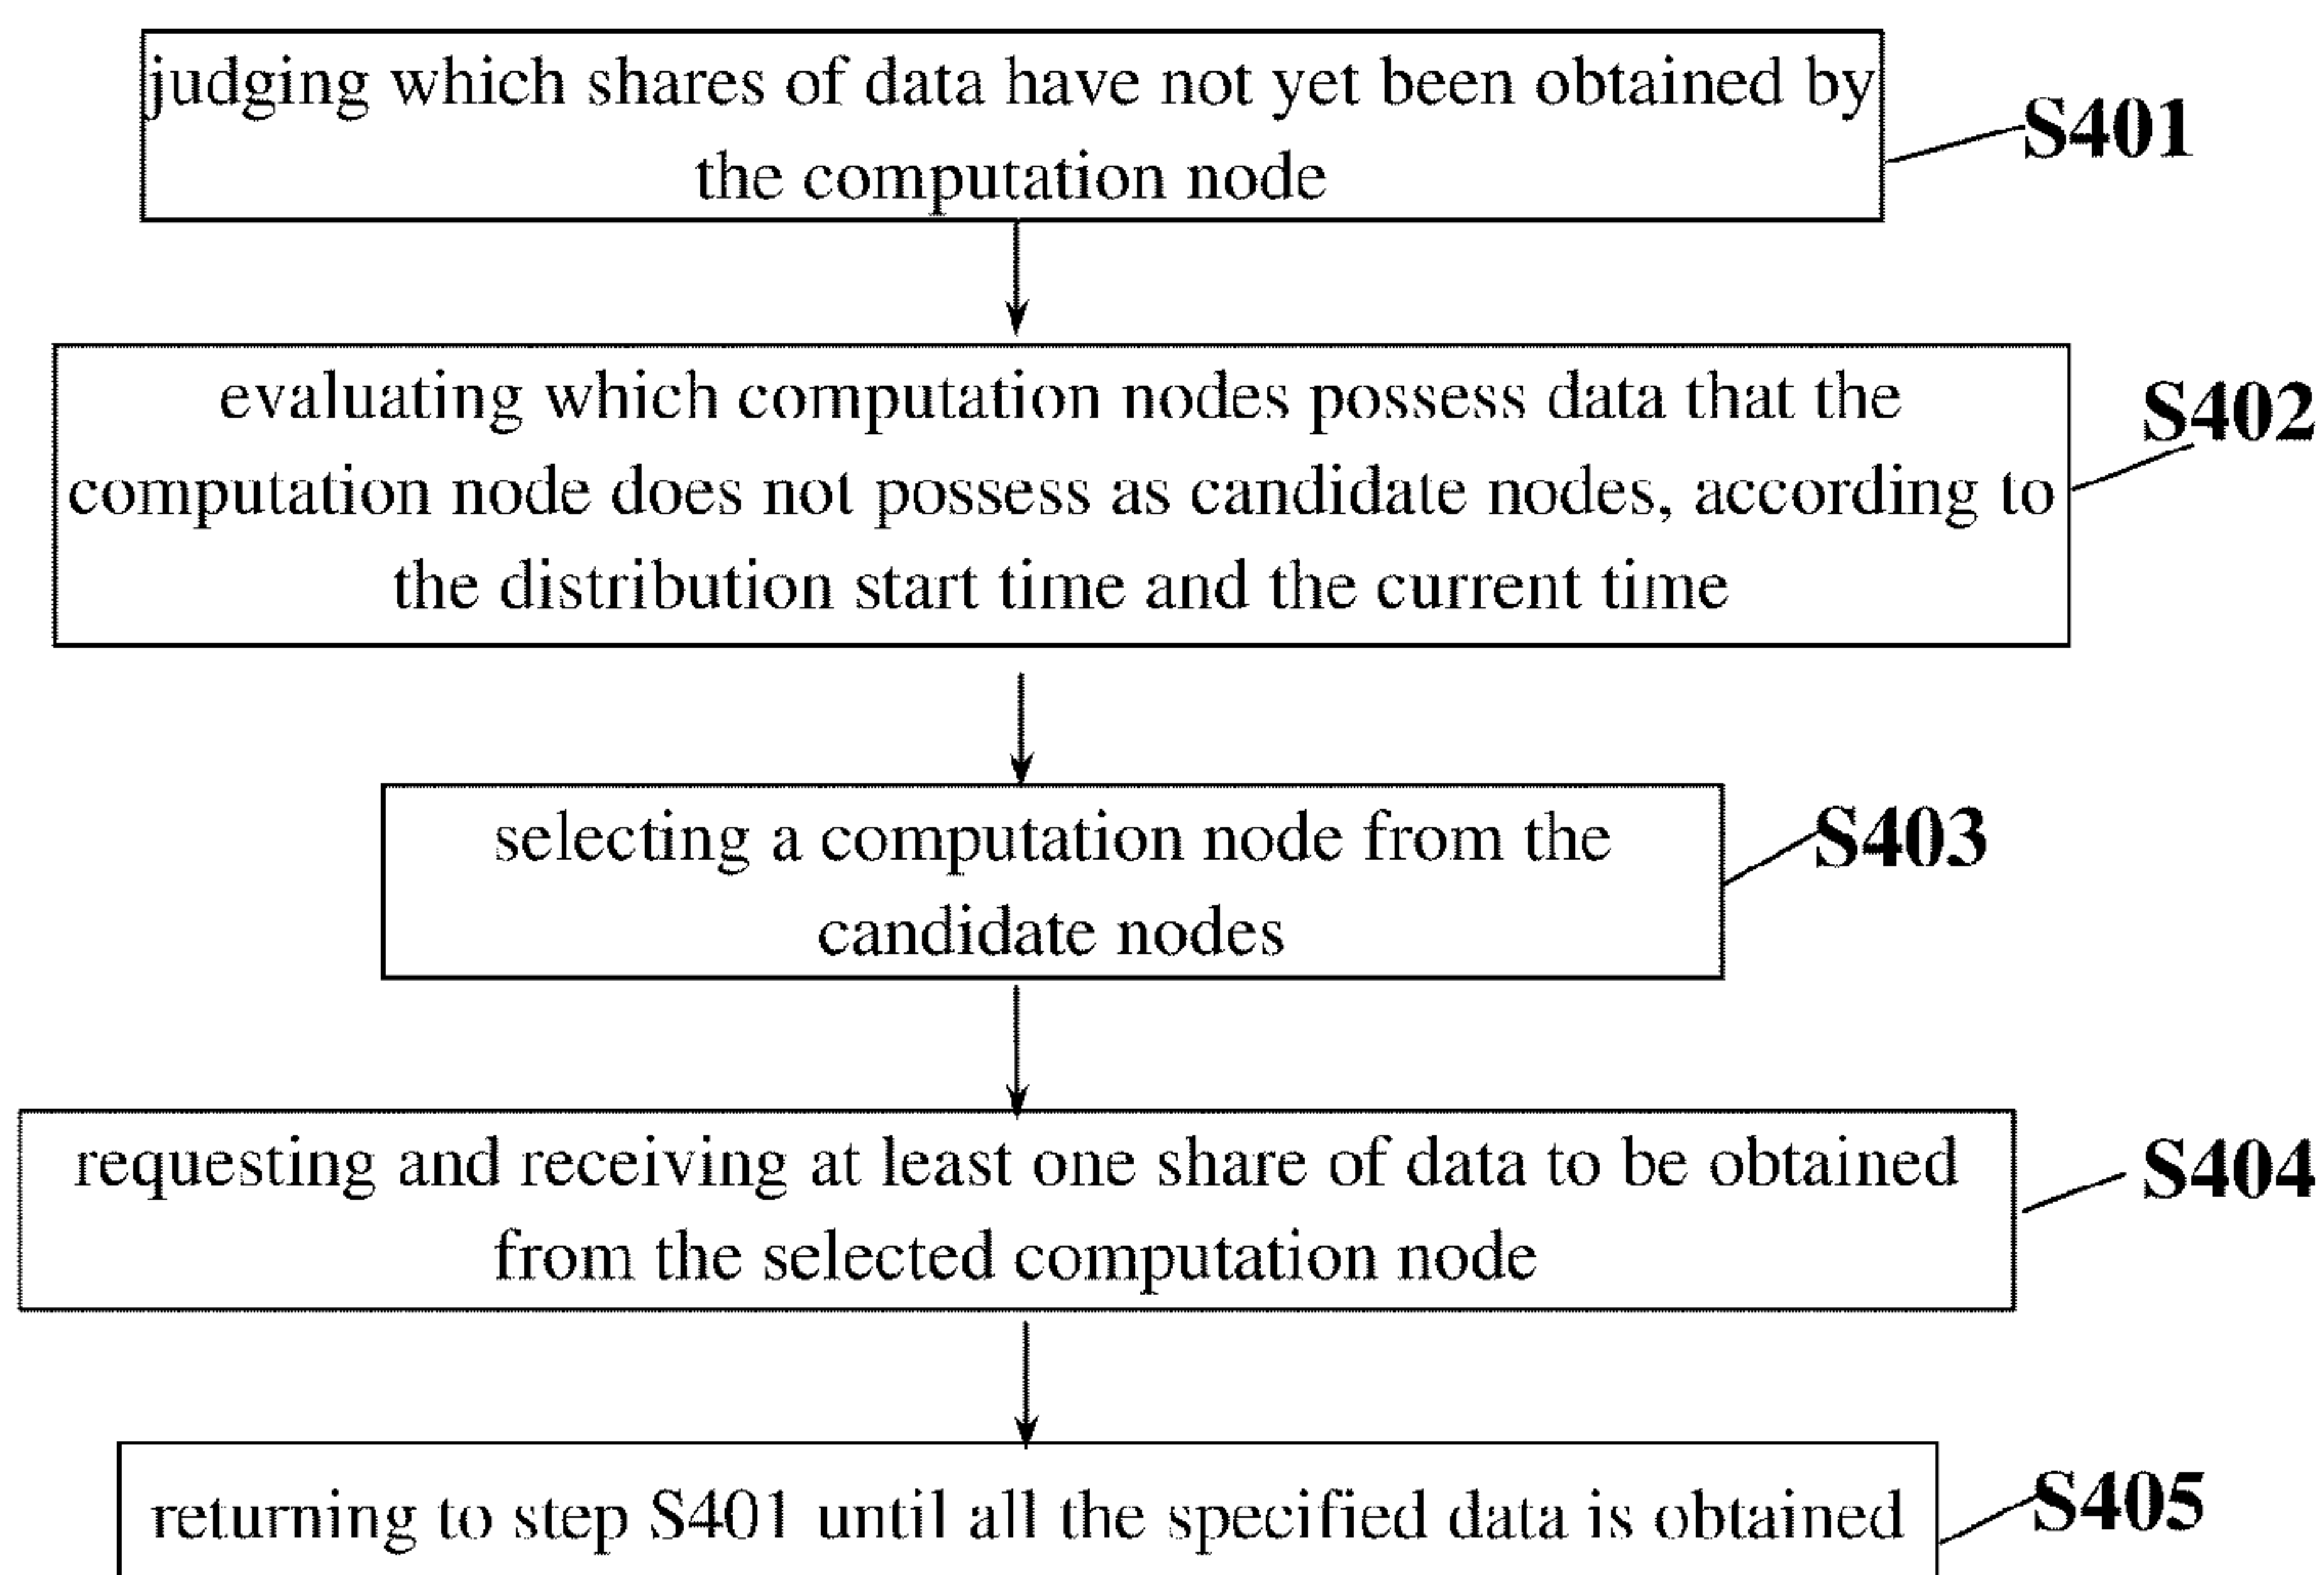 judging which shares of data have not yet been obtained by
the computation node
S401
evaluating which computation nodes possess data that the
computation node does not possess as candidate nodes, according to
the distribution start time and the current time
S402
selecting a computation node from the
candidate nodes
S403
requesting and receiving at least one share of data to be obtained
from the selected computation node
S404
returning to step S401 until all the specified data is obtained
S405